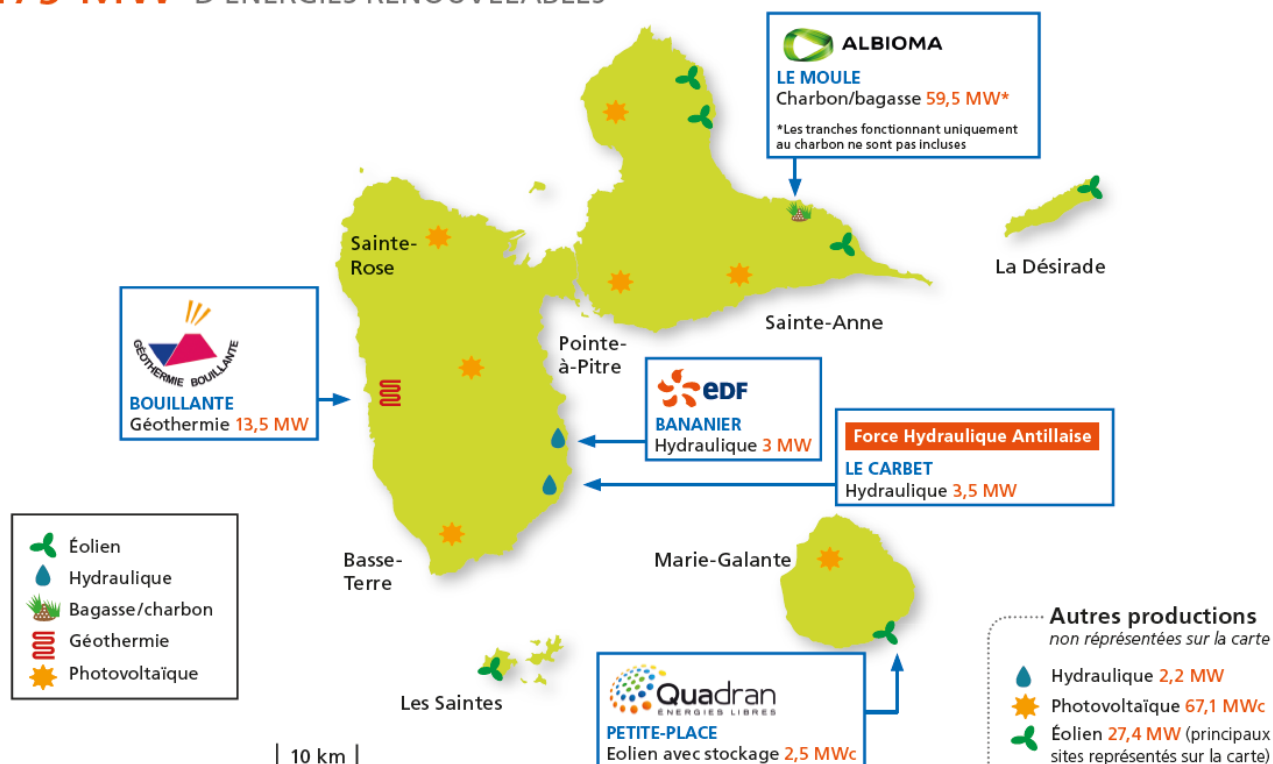 D'ÉNERGIES RENOUVELABLES
ALBIOMA
LE MOULE
Charbon/bagasse 59,5 MW*
*Les tranches fonctionnant uniquement
au charbon ne sont pas incluses
Sainte-
Rose
La Désirade
Sainte-Anne
Pointe-
à-Pitre
GÉOTHERMIE BOUILLANTE
BOUILLANTE
Géothermie 13,5 MW
eDF
BANANIER
Hydraulique 3 MW
Force Hydraulique Antillaise
LE CARBET
Hydraulique 3,5 MW
Éolien
Hydraulique
Bagasse/charbon
Géothermie
Photovoltaïque
Basse-
Terre
Marie-Galante
Les Saintes
Quadran
ÉNERGIES LIBRES
PETITE-PLACE
Eolien avec stockage 2,5 MWc
10 km
Autres productions
non réprésentées sur la carte
Hydraulique 2,2 MW
Photovoltaïque 67,1 MWc
Éolien 27,4 MW (principaux
sites représentés sur la carte)